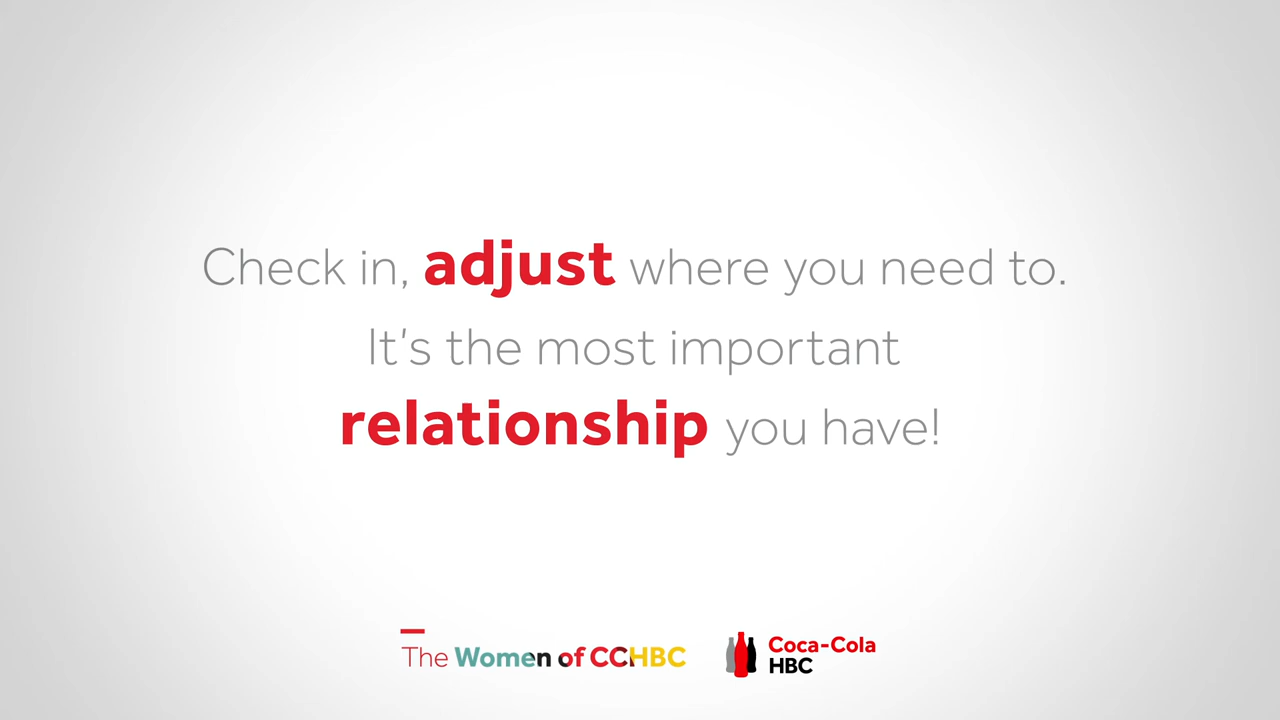 Check in, adjust where you need to.
It's the most important
relationship you have!
The Women of CCHBC
Coca-Cola
HBC